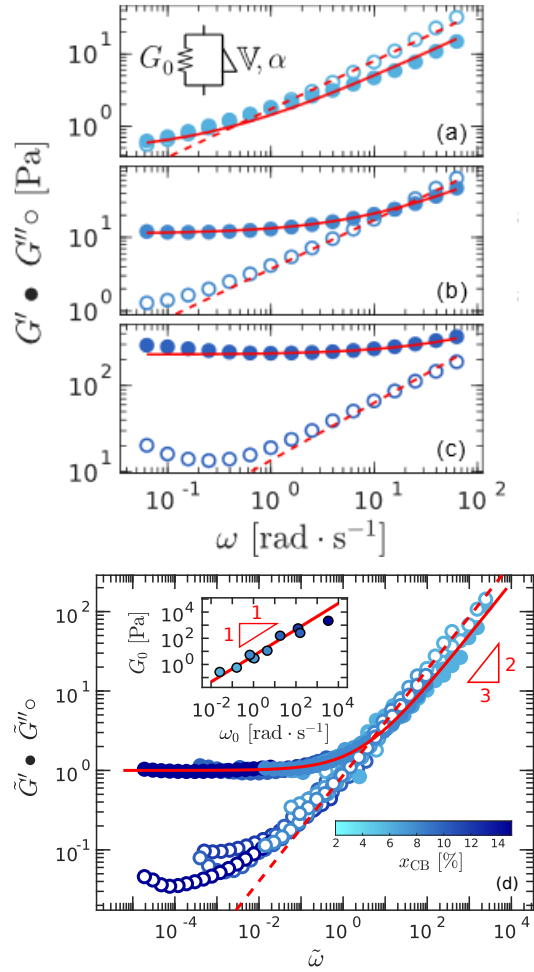 G₀ 𝕍, α
10¹
10⁰
(a)
10¹
10⁰
(b)
10²
10¹
(c)
G′ ● G″ ○ [Pa]
10⁻¹ 10⁰ 10¹ 10²
ω [rad · s⁻¹]
10²
10¹
10⁰
10⁻¹
G̃′ ● G̃″ ○
10⁴
10²
10⁰
G₀ [Pa]
1
1
10⁻² 10⁰ 10² 10⁴
ω₀ [rad · s⁻¹]
2
3
2 4 6 8 10 12 14
x_CB [%]
(d)
10⁻⁴ 10⁻² 10⁰ 10² 10⁴
ω̃